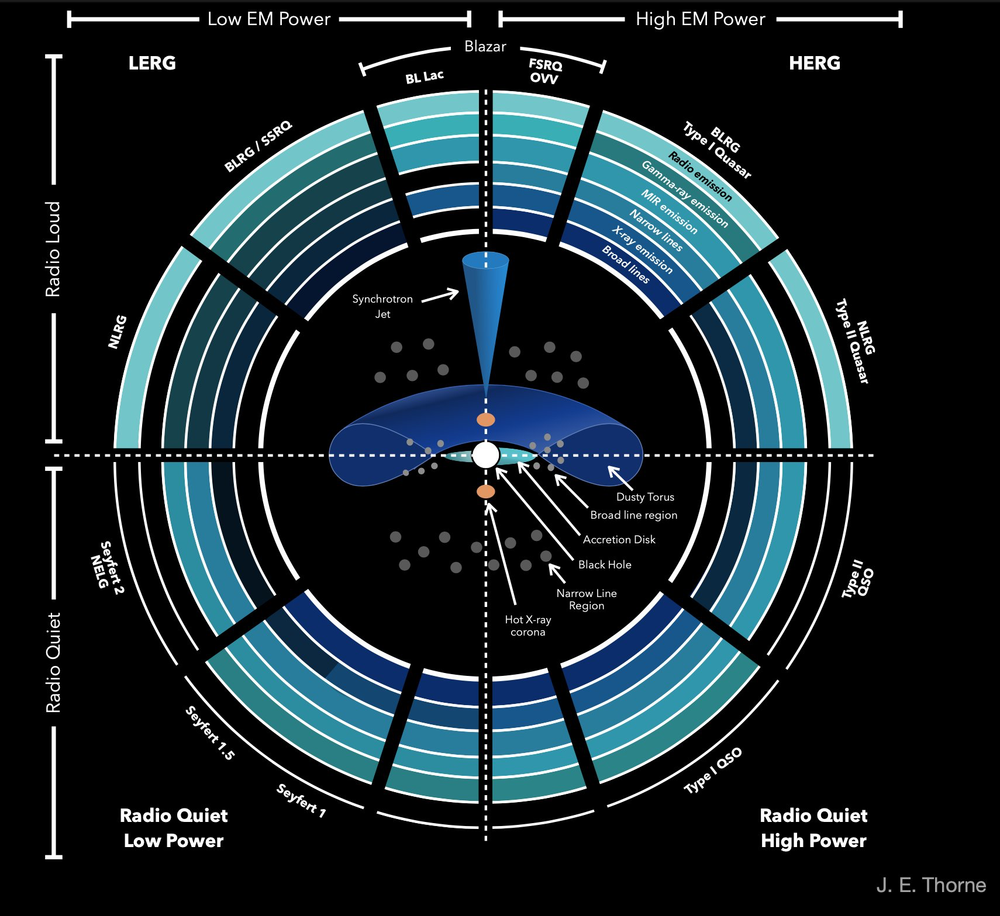 Low EM Power
High EM Power
Blazar
LERG
HERG
BL Lac
FSRQ
OVV
BLRG / SSRQ
BLRG
Type I Quasar
Radio emission
Gamma-ray emission
MIR emission
Narrow lines
X-ray emission
Broad lines
Radio Loud
NLRG
NLRG
Type II Quasar
Synchrotron
Jet
Dusty Torus
Broad line region
Accretion Disk
Black Hole
Narrow Line
Region
Hot X-ray
corona
Radio Quiet
Seyfert 2
NELG
Type II
QSO
Seyfert 1.5
Seyfert 1
Type I QSO
Radio Quiet
Low Power
Radio Quiet
High Power
J. E. Thorne